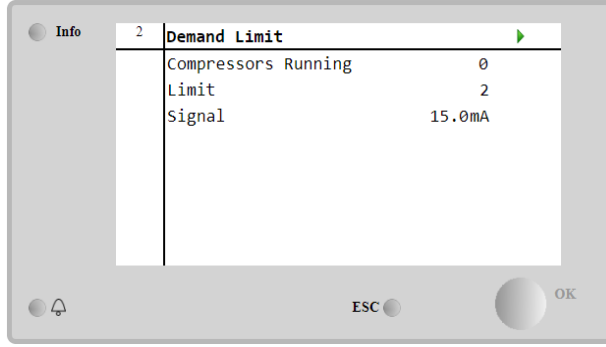 Info
2 Demand Limit
Compressors Running 0
Limit 2
Signal 15.0mA
ESC
OK